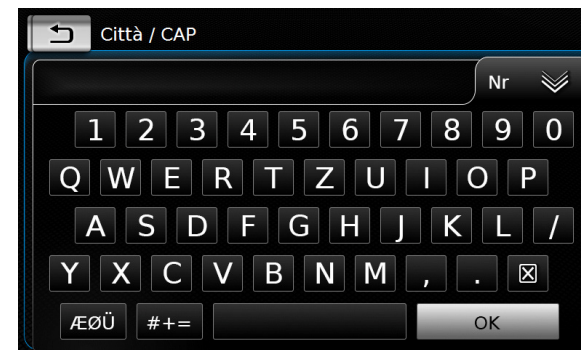 Città / CAP
Nr
1 2 3 4 5 6 7 8 9 0
Q W E R T Z U I O P
A S D F G H J K L /
Y X C V B N M , .
ÆØÜ #+= OK